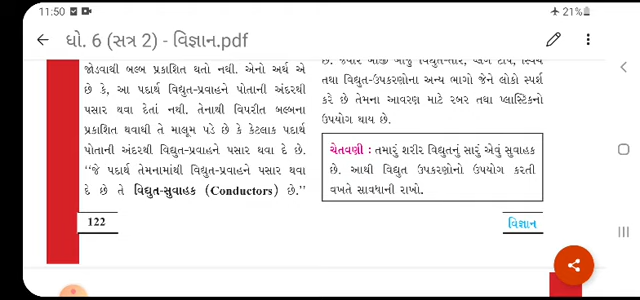 11:50
21%
ધો. 6 (સત્ર 2) - વિજ્ઞાન.pdf
જોડવાથી બલ્બ પ્રકાશિત થતો નથી. એનો અર્થ એ
છે કે, આ પદાર્થ વિદ્યુત-પ્રવાહને પોતાની અંદરથી
પસાર થવા દેતાં નથી. તેનાથી વિપરીત બલ્બના
પ્રકાશિત થવાથી તે માલૂમ પડે છે કે કેટલાક પદાર્થ
પોતાની અંદરથી વિદ્યુત-પ્રવાહને પસાર થવા દે છે.
“જે પદાર્થ તેમનામાંથી વિદ્યુત-પ્રવાહને પસાર થવા
દે છે તે વિદ્યુત-સુવાહક (Conductors) છે.”
છે. જ્યારે બીજી બાજુ વિદ્યુત-તાર, પ્લગ ટોપ, સ્વિચ
તથા વિદ્યુત-ઉપકરણોના અન્ય ભાગો જેને લોકો સ્પર્શ
કરે છે તેમના આવરણ માટે રબર તથા પ્લાસ્ટિકનો
ઉપયોગ થાય છે.
ચેતવણી : તમારું શરીર વિદ્યુતનું સારું એવું સુવાહક
છે. આથી વિદ્યુત ઉપકરણોનો ઉપયોગ કરતી
વખતે સાવધાની રાખો.
122
વિજ્ઞાન